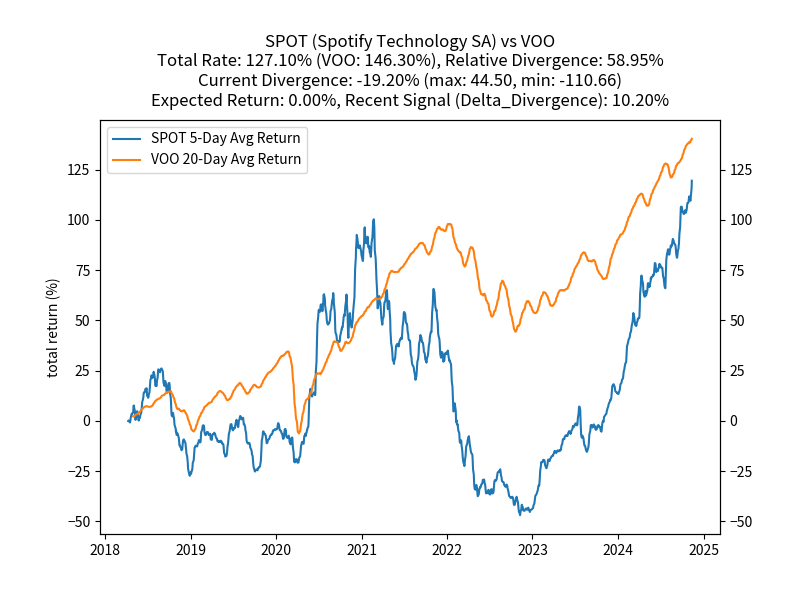 SPOT (Spotify Technology SA) vs VOO
Total Rate: 127.10% (VOO: 146.30%), Relative Divergence: 58.95%
Current Divergence: -19.20% (max: 44.50, min: -110.66)
Expected Return: 0.00%, Recent Signal (Delta_Divergence): 10.20%
SPOT 5-Day Avg Return
VOO 20-Day Avg Return
total return (%)
125
100
75
50
25
0
−25
−50
125
100
75
50
25
0
−25
−50
2018 2019 2020 2021 2022 2023 2024 2025